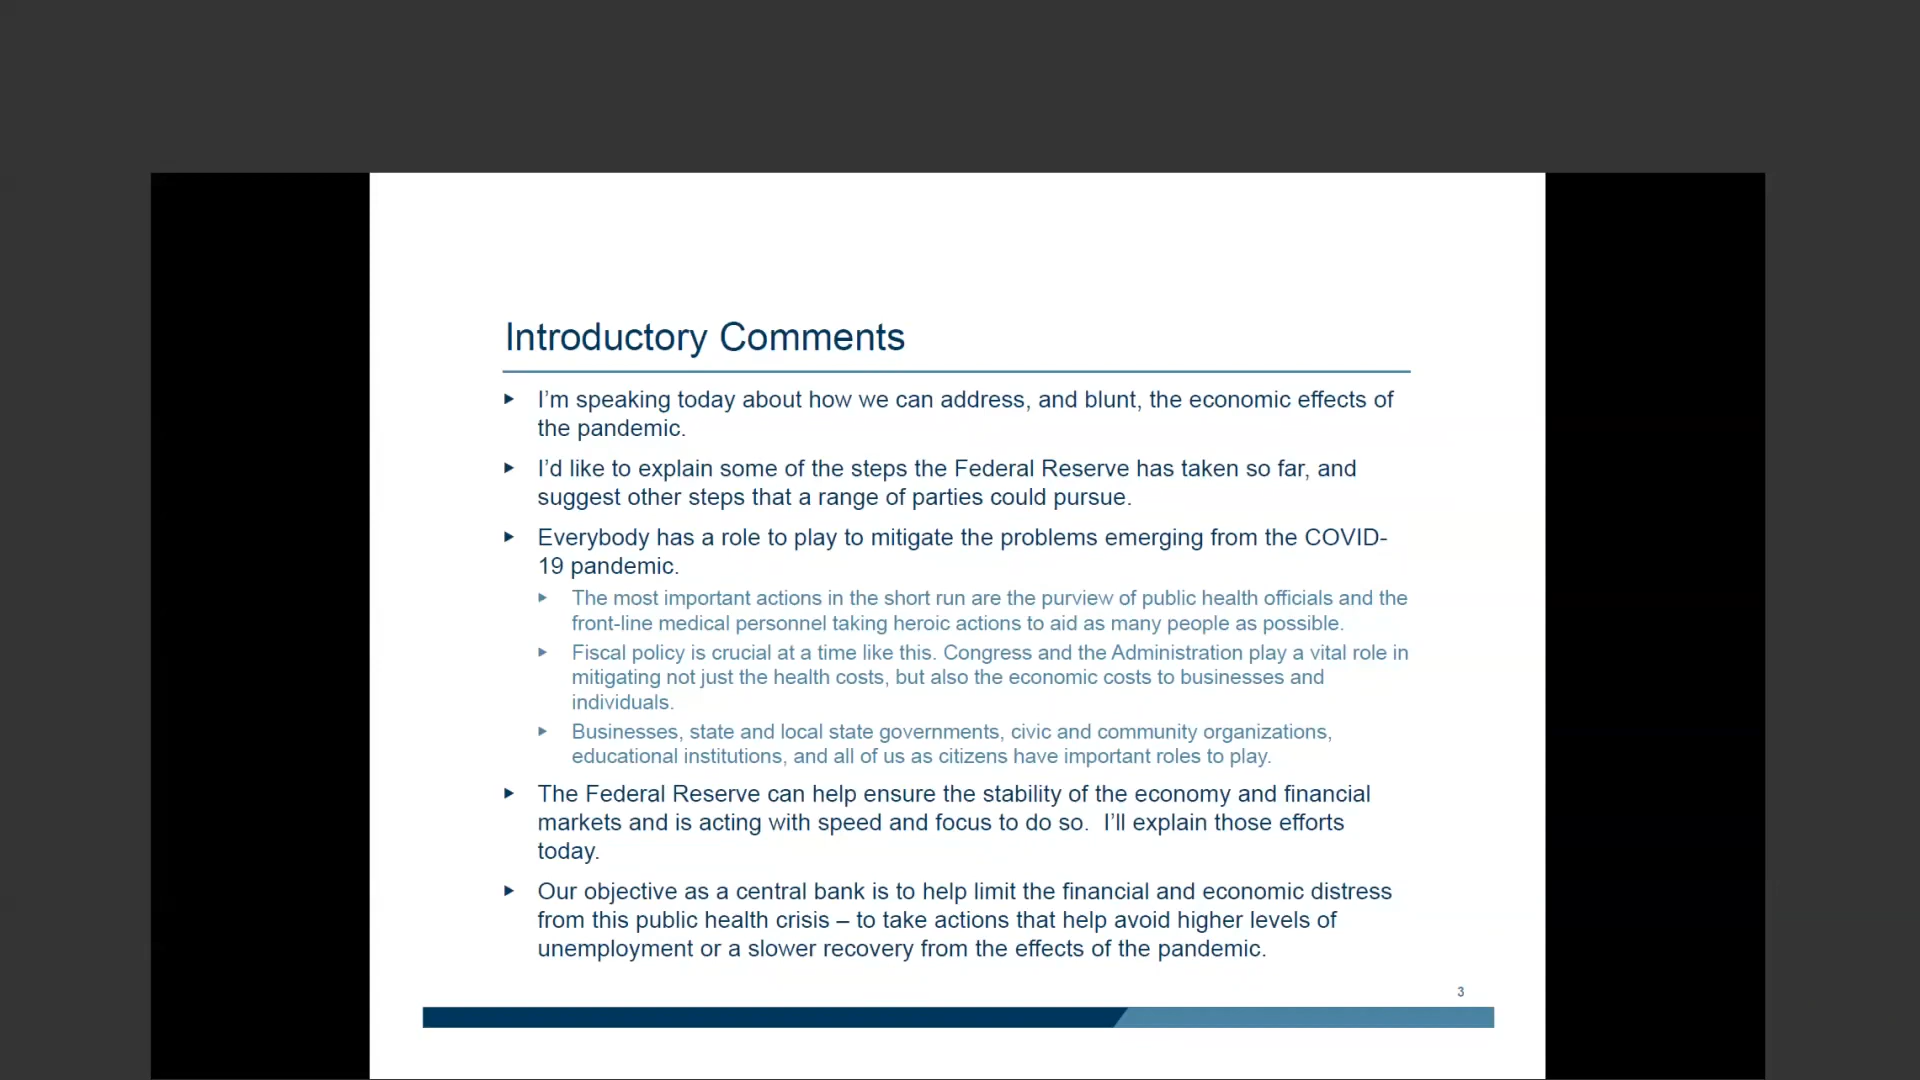 Introductory Comments
I’m speaking today about how we can address, and blunt, the economic effects of
the pandemic.
I’d like to explain some of the steps the Federal Reserve has taken so far, and
suggest other steps that a range of parties could pursue.
Everybody has a role to play to mitigate the problems emerging from the COVID-
19 pandemic.
The most important actions in the short run are the purview of public health officials and the
front-line medical personnel taking heroic actions to aid as many people as possible.
Fiscal policy is crucial at a time like this. Congress and the Administration play a vital role in
mitigating not just the health costs, but also the economic costs to businesses and
individuals.
Businesses, state and local state governments, civic and community organizations,
educational institutions, and all of us as citizens have important roles to play.
The Federal Reserve can help ensure the stability of the economy and financial
markets and is acting with speed and focus to do so.  I’ll explain those efforts
today.
Our objective as a central bank is to help limit the financial and economic distress
from this public health crisis – to take actions that help avoid higher levels of
unemployment or a slower recovery from the effects of the pandemic.
3